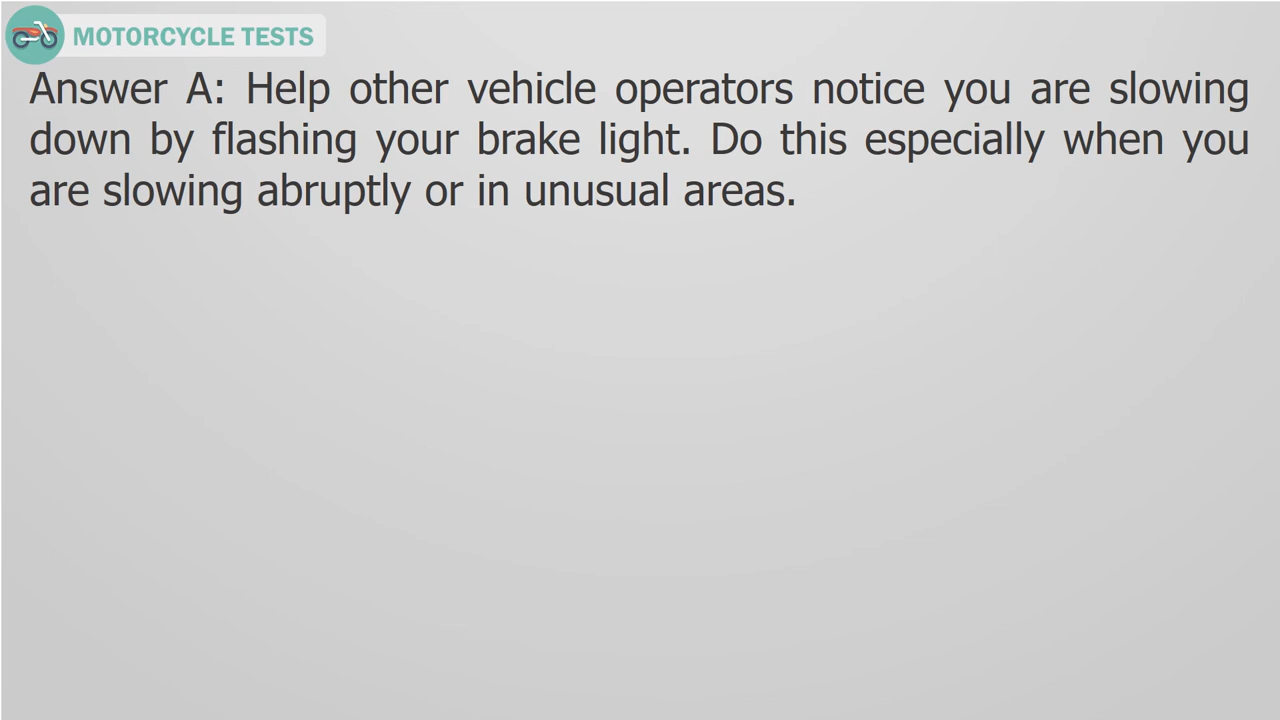 MOTORCYCLE TESTS
Answer A: Help other vehicle operators notice you are slowing
down by flashing your brake light. Do this especially when you
are slowing abruptly or in unusual areas.